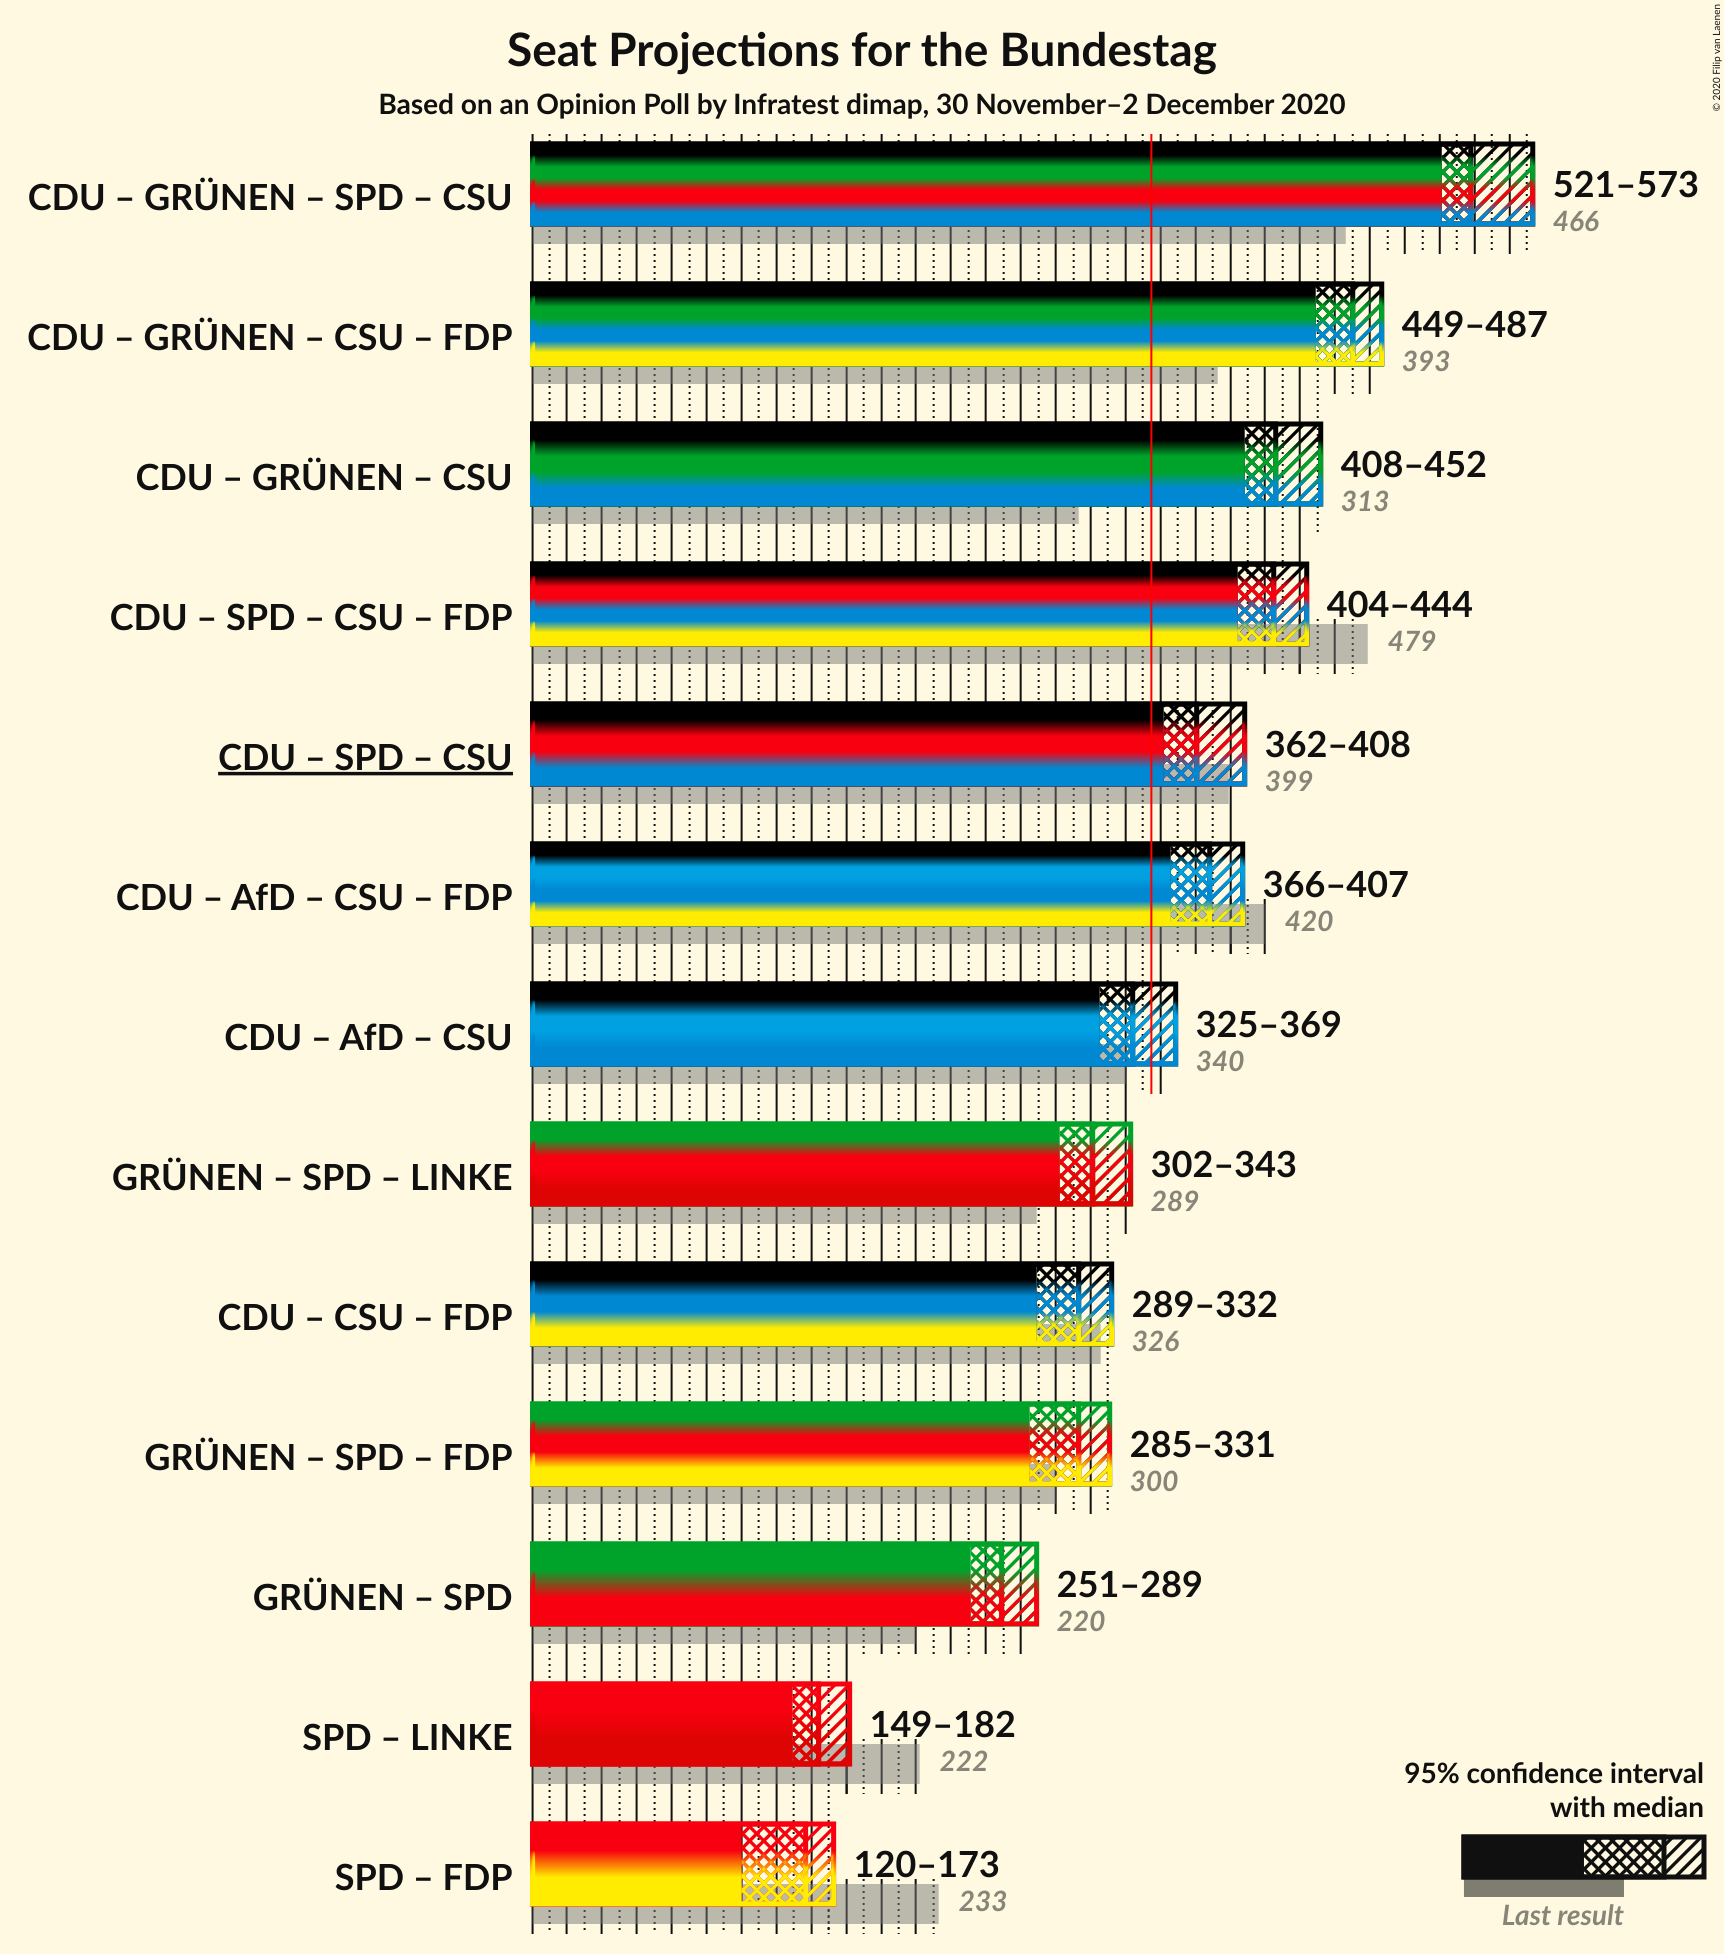 Seat Projections for the Bundestag
Based on an Opinion Poll by Infratest dimap, 30 November–2 December 2020
© 2020 Filip van Laenen
CDU – GRÜNEN – SPD – CSU
521–573
466
CDU – GRÜNEN – CSU – FDP
449–487
393
CDU – GRÜNEN – CSU
408–452
313
CDU – SPD – CSU – FDP
404–444
479
CDU – SPD – CSU
362–408
399
CDU – AfD – CSU – FDP
366–407
420
CDU – AfD – CSU
325–369
340
GRÜNEN – SPD – LINKE
302–343
289
CDU – CSU – FDP
289–332
326
GRÜNEN – SPD – FDP
285–331
300
GRÜNEN – SPD
251–289
220
SPD – LINKE
149–182
222
SPD – FDP
120–173
233
95% confidence interval
with median
Last result